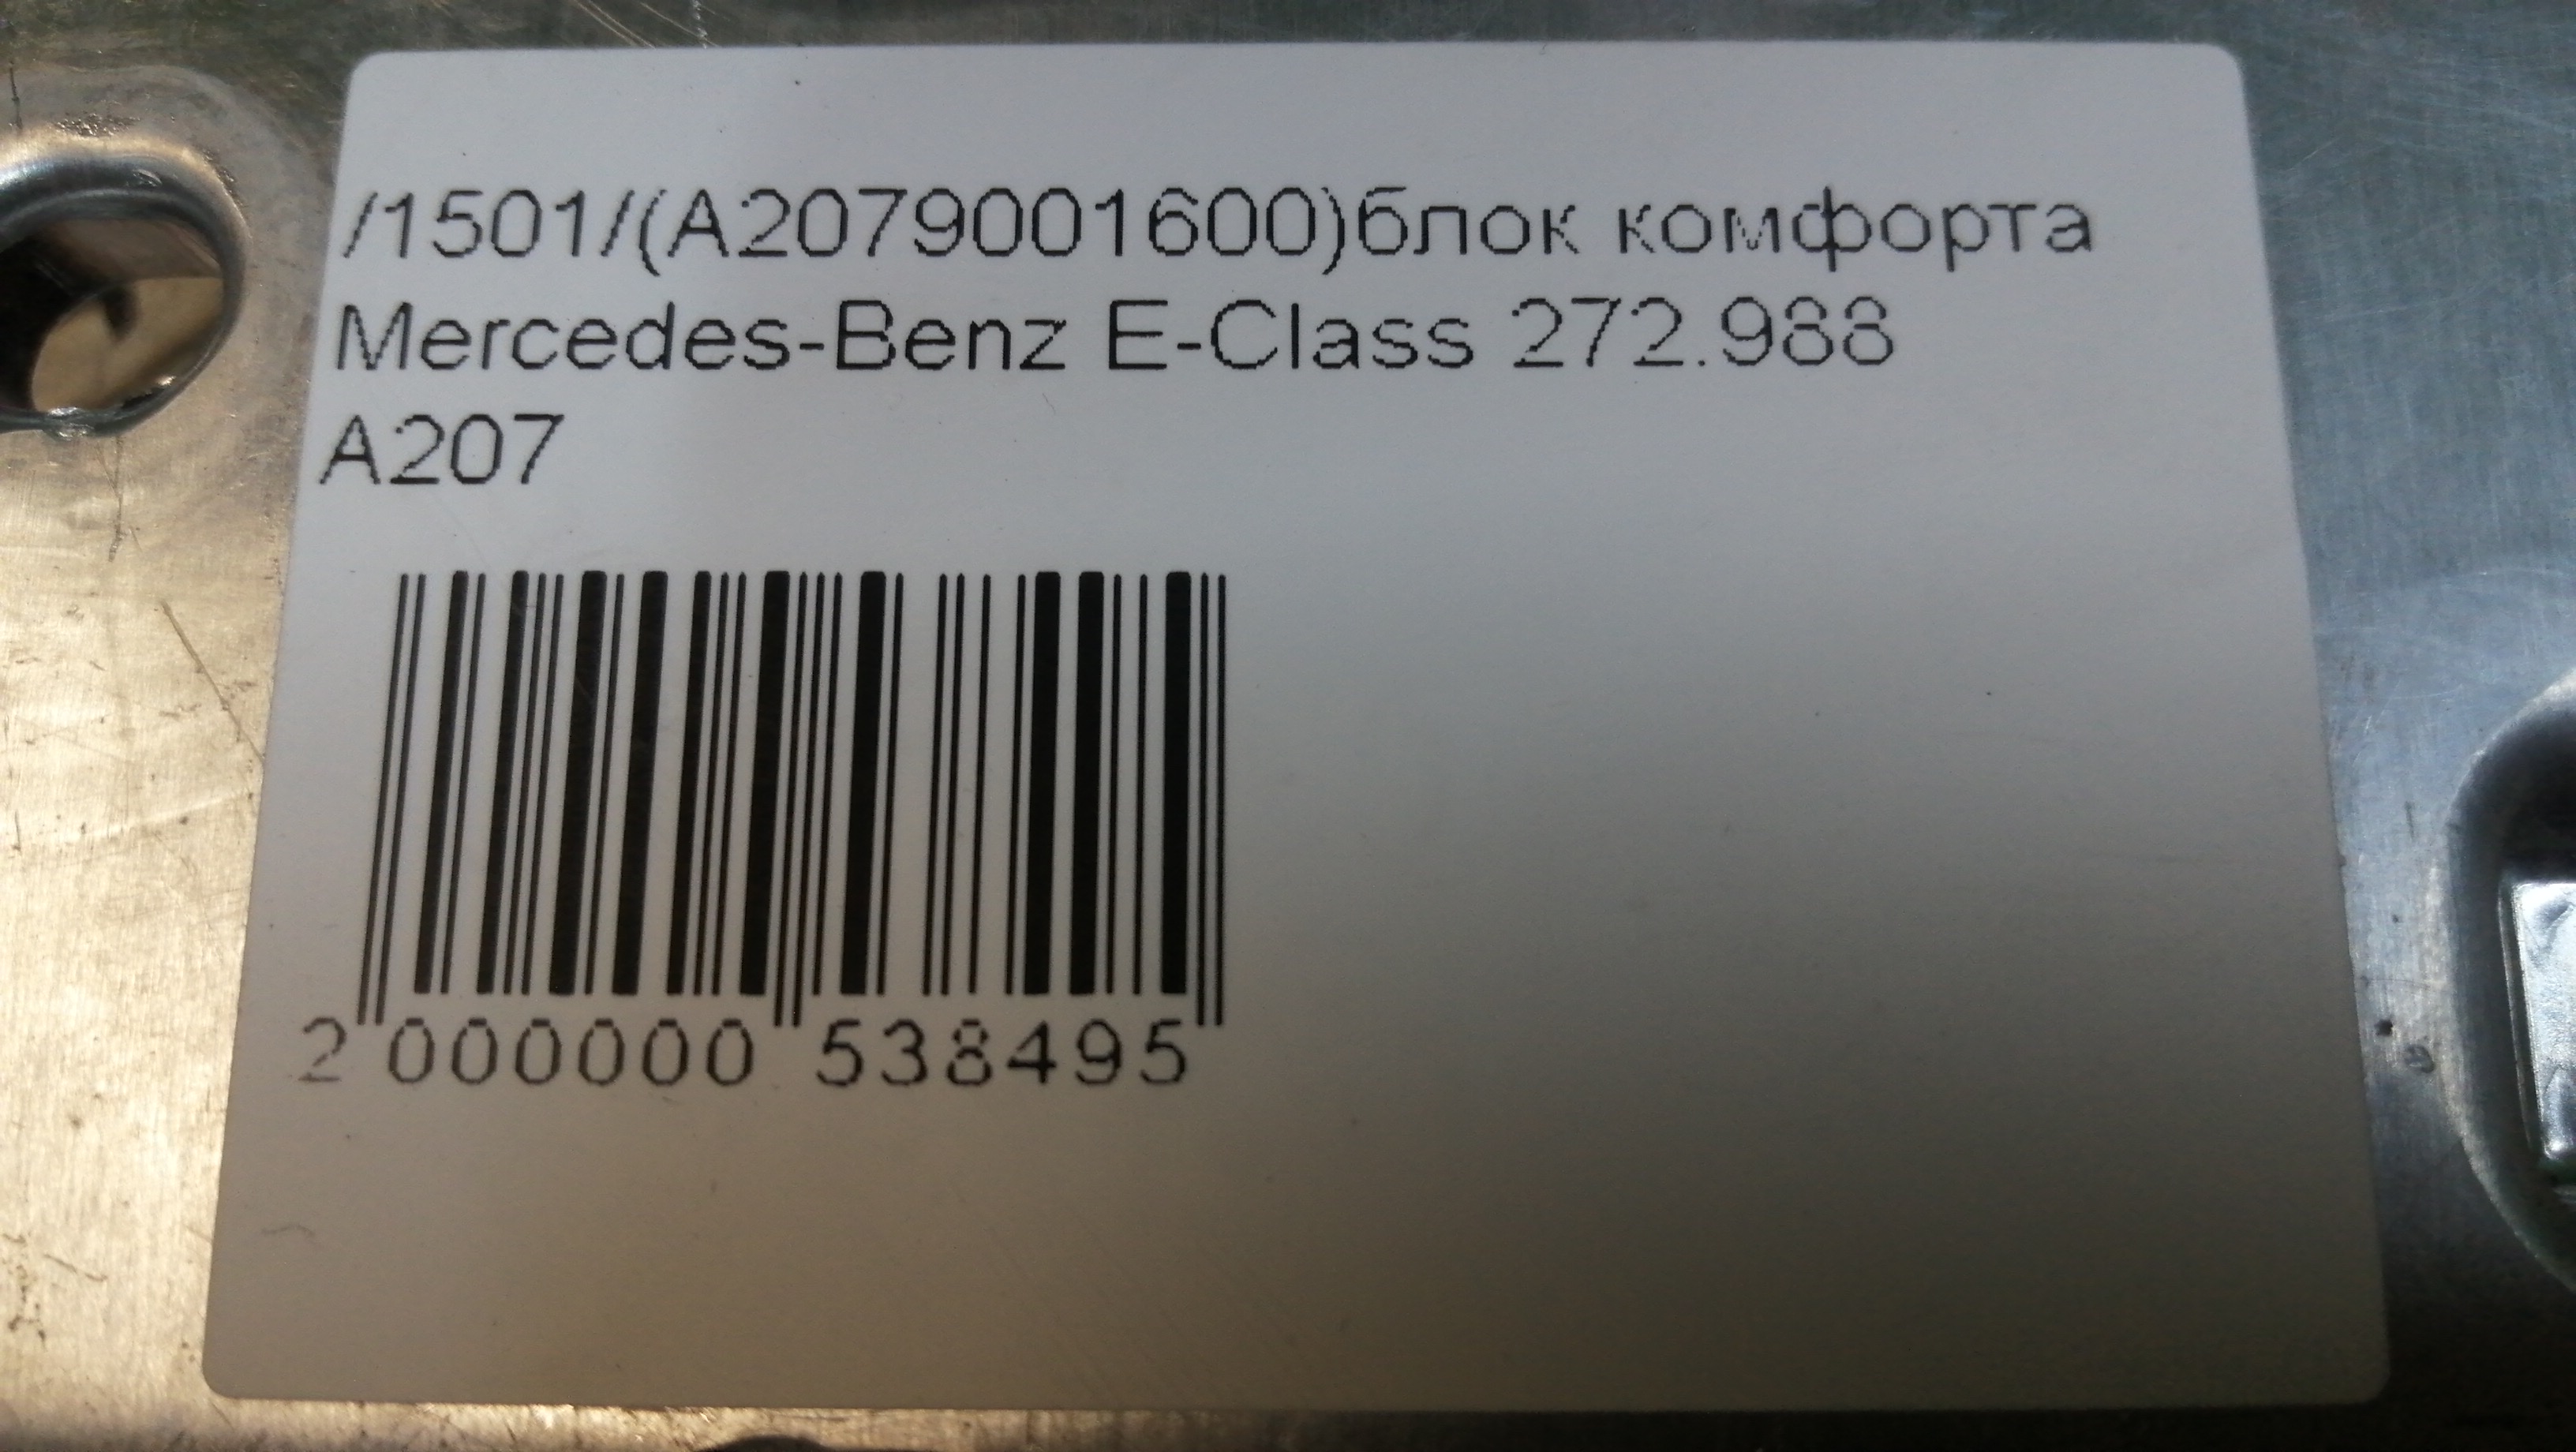 /1501/(A2079001600)блок комфорта
Mercedes-Benz E-Class 272.988
A207
2 000000 538495